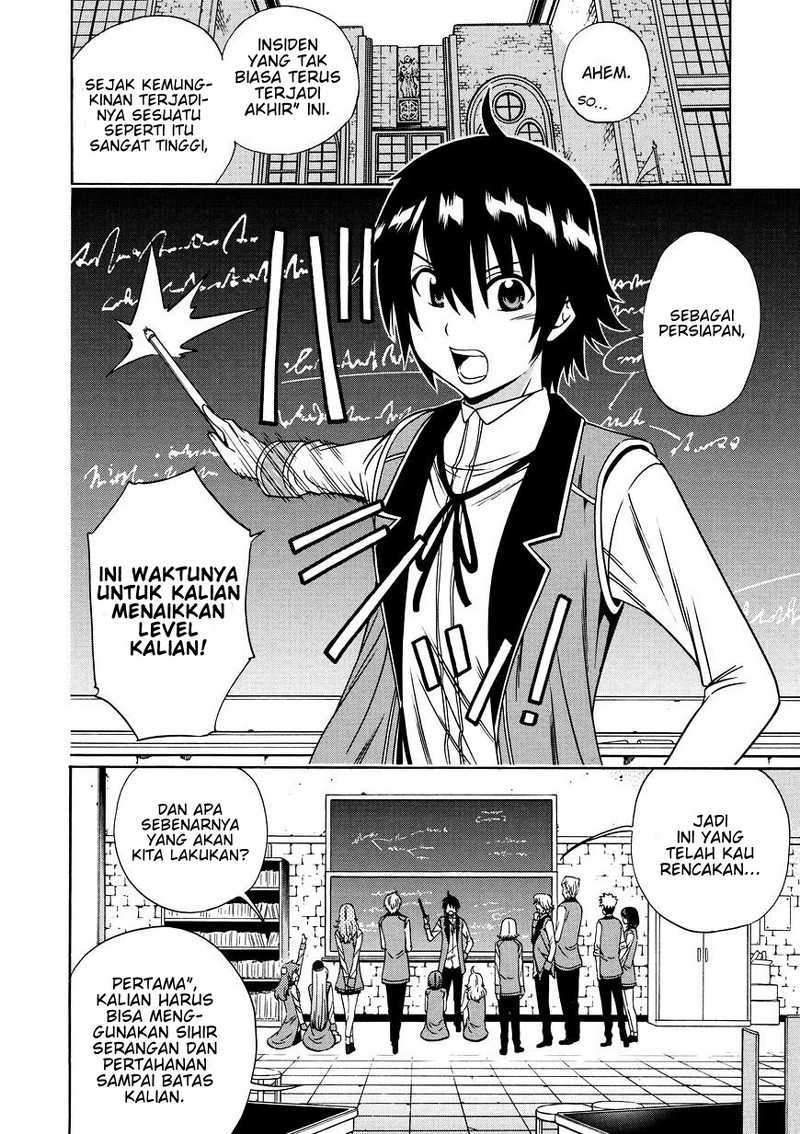 AHEM.
SO...
INSIDEN
YANG TAK
BIASA TERUS
TERJADI
AKHIR" INI.
SEJAK KEMUNG-
KINAN TERJADI-
NYA SESUATU
SEPERTI ITU
SANGAT TINGGI,
SEBAGAI
PERSIAPAN,
INI WAKTUNYA
UNTUK KALIAN
MENAIKKAN
LEVEL
KALIAN!
JADI
INI YANG
TELAH KAU
RENCAKAN...
DAN APA
SEBENARNYA
YANG AKAN
KITA LAKUKAN?
PERTAMA",
KALIAN HARUS
BISA MENG-
GUNAKAN SIHIR
SERANGAN DAN
PERTAHANAN
SAMPAI BATAS
KALIAN.